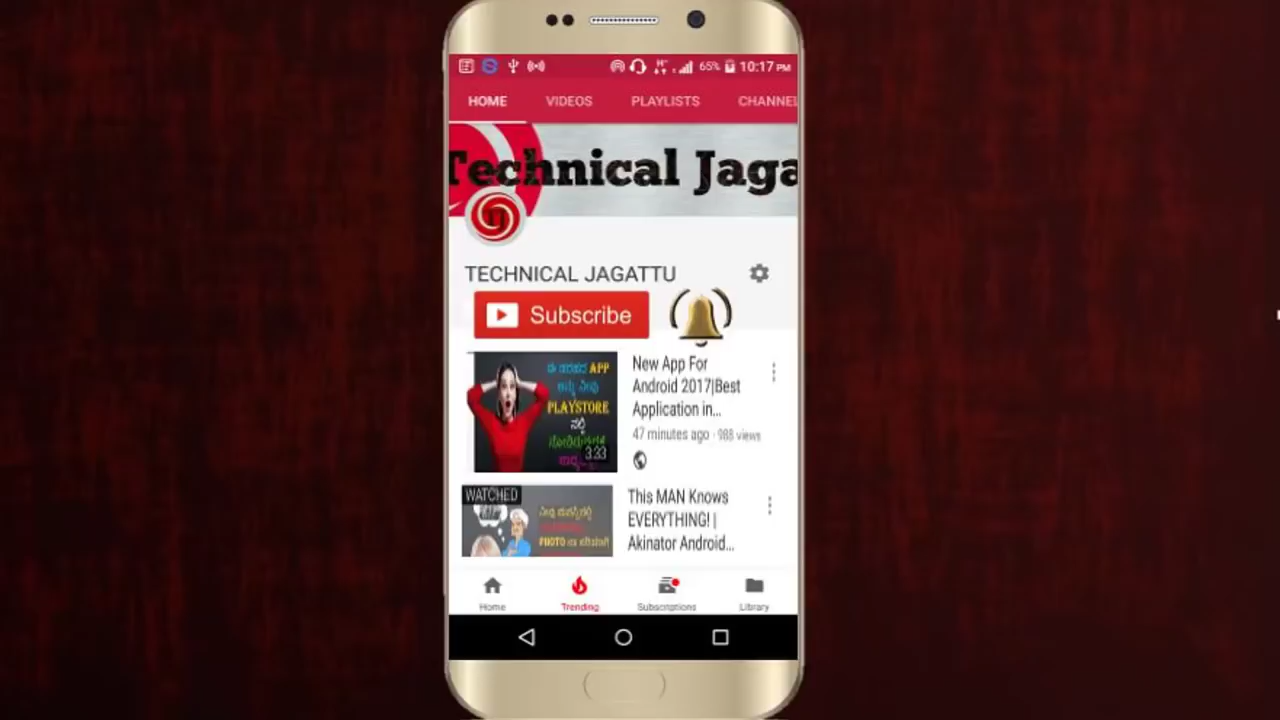 65% 10:17 PM
HOME VIDEOS PLAYLISTS CHANNEL
Technical Jaga
TECHNICAL JAGATTU
Subscribe
ಈ ತರಹದ APP
PLAYSTORE
ನಲ್ಲಿ
3:33
New App For
Android 2017|Best
Application in...
47 minutes ago · 988 views
WATCHED
PHOTO
This MAN Knows
EVERYTHING! |
Akinator Android...
Home Trending Subscriptions Library